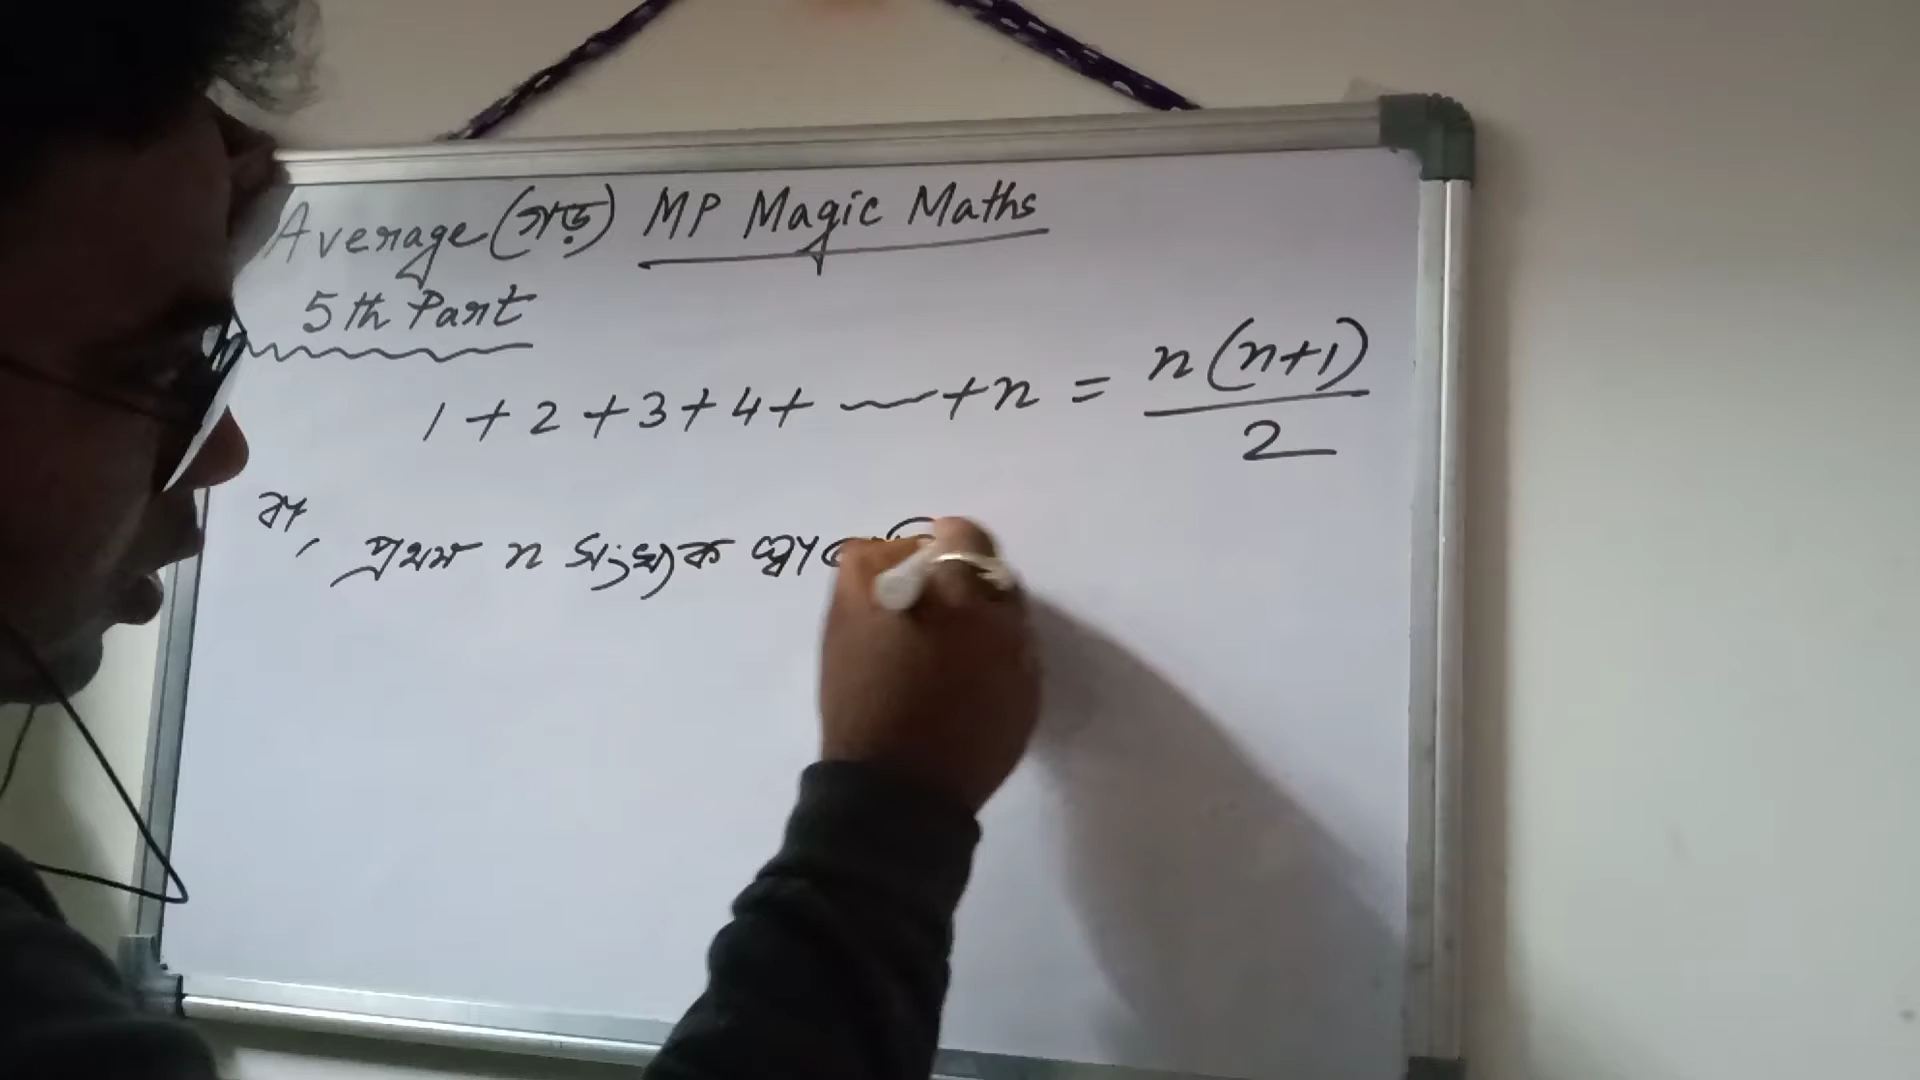 Average (গড়) MP Magic Maths
5th Part
1 + 2 + 3 + 4 + ~ + n = n(n+1)/2
বা, প্রথম n সংখ্যক